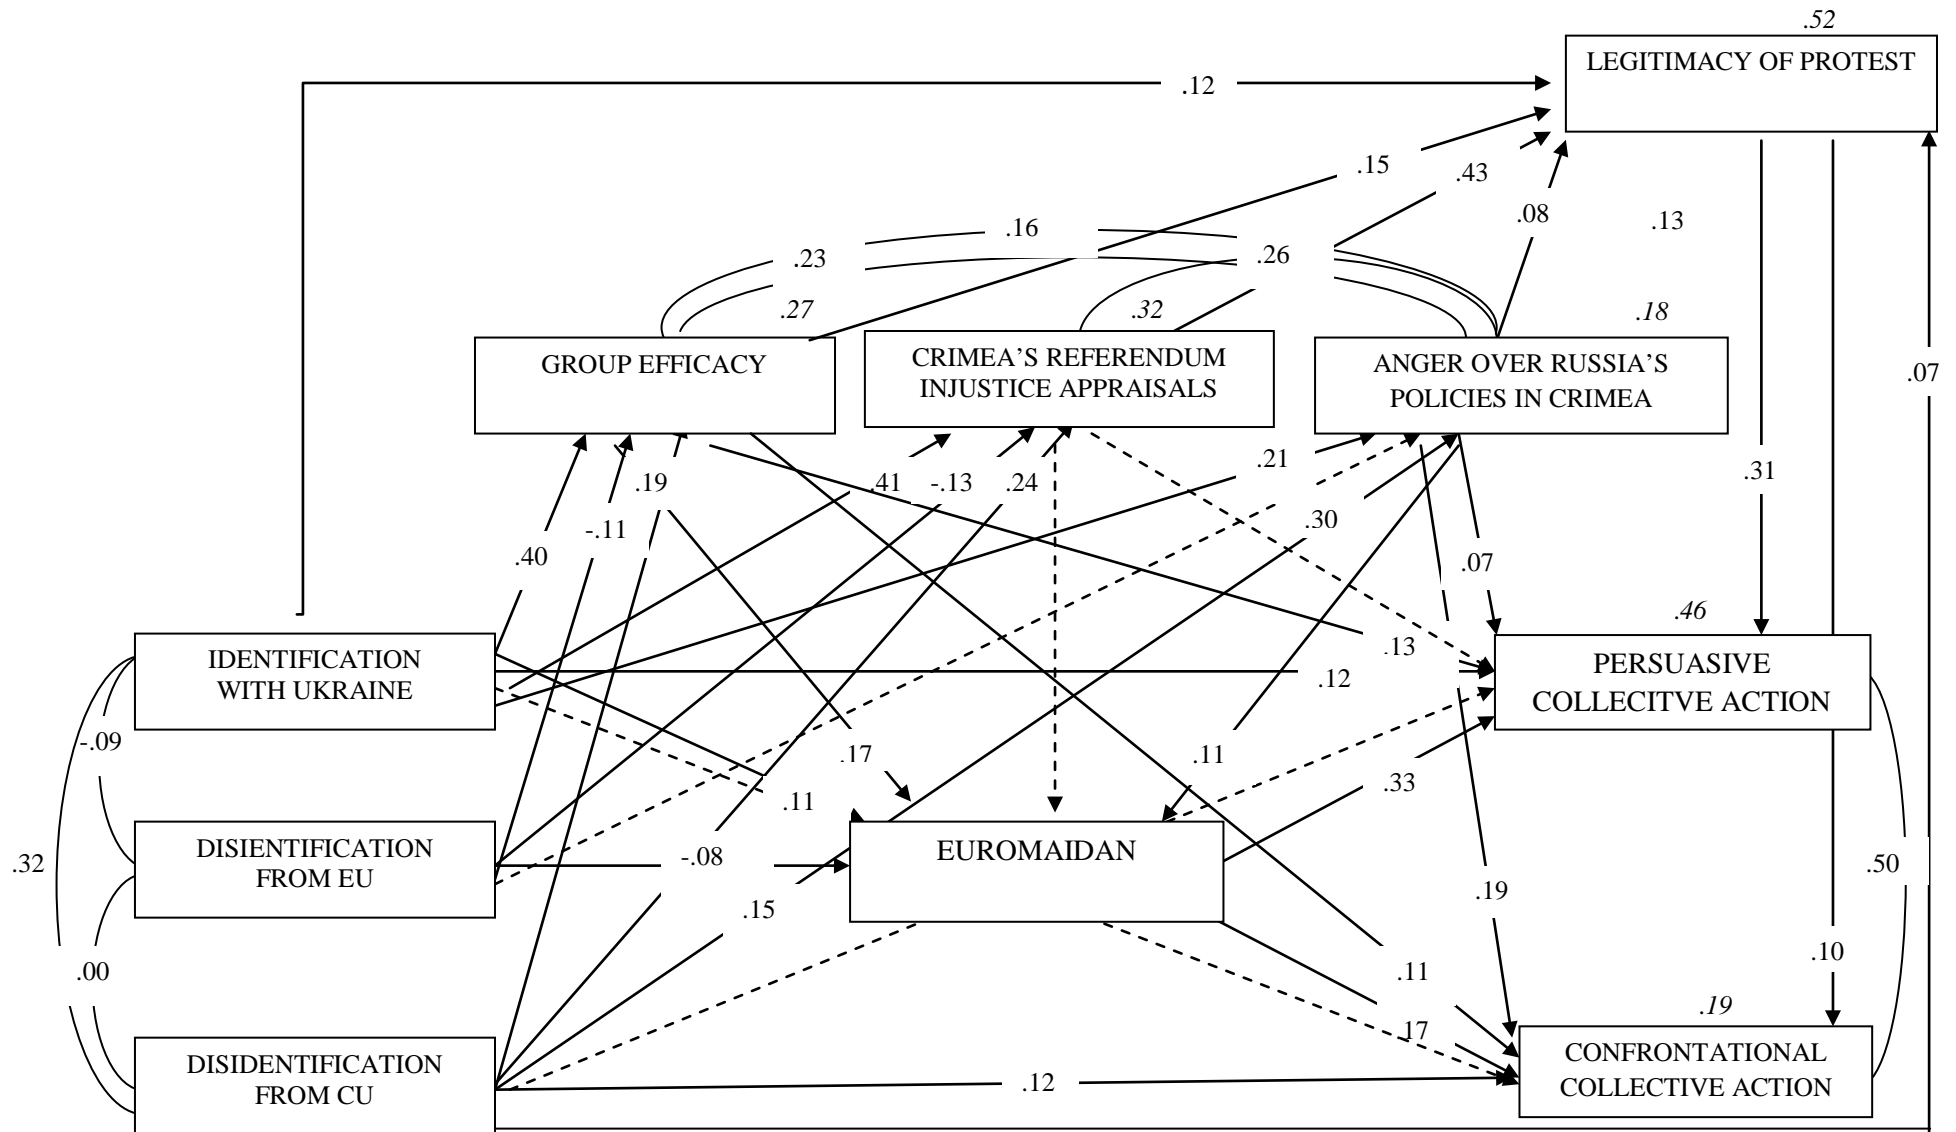 .52
LEGITIMACY OF PROTEST
.12
.15
.43
.08
.13
.16
.23
.26
.27
.32
.18
GROUP EFFICACY
CRIMEA’S REFERENDUM
INJUSTICE APPRAISALS
ANGER OVER RUSSIA’S
POLICIES IN CRIMEA
.07
.19
.41
-.13
.24
.21
.31
-.11
.30
.40
.07
.46
IDENTIFICATION
WITH UKRAINE
.13
.12
PERSUASIVE
COLLECITVE ACTION
-.09
.17
.11
.11
.33
DISIENTIFICATION
FROM EU
-.08
EUROMAIDAN
.32
.50
.19
.15
.00
.11
.10
.19
.17
DISIDENTIFICATION
FROM CU
.12
CONFRONTATIONAL
COLLECTIVE ACTION